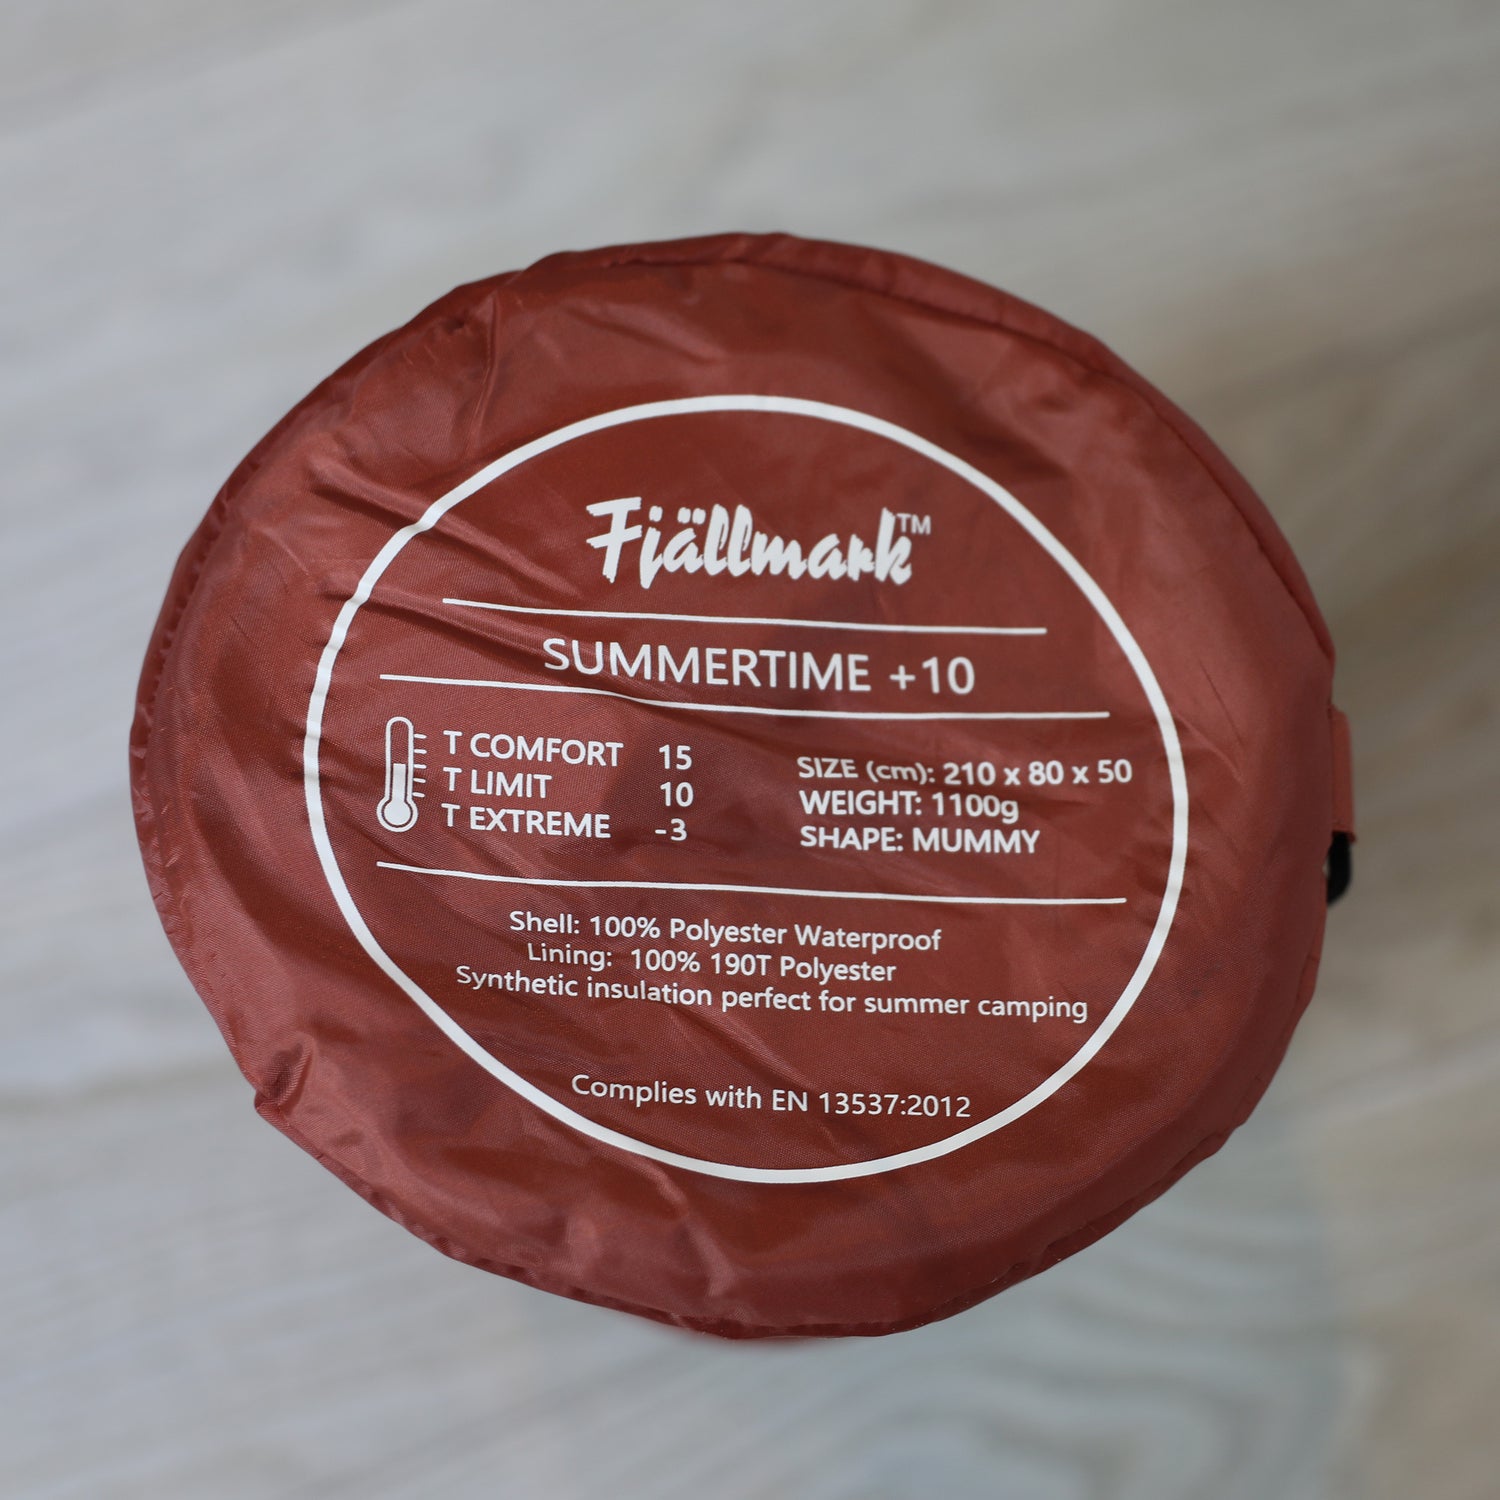 Fjällmark™
SUMMERTIME +10
T COMFORT 15
T LIMIT 10
T EXTREME -3
SIZE (cm): 210 x 80 x 50
WEIGHT: 1100g
SHAPE: MUMMY
Shell: 100% Polyester Waterproof
Lining: 100% 190T Polyester
Synthetic insulation perfect for summer camping
Complies with EN 13537:2012